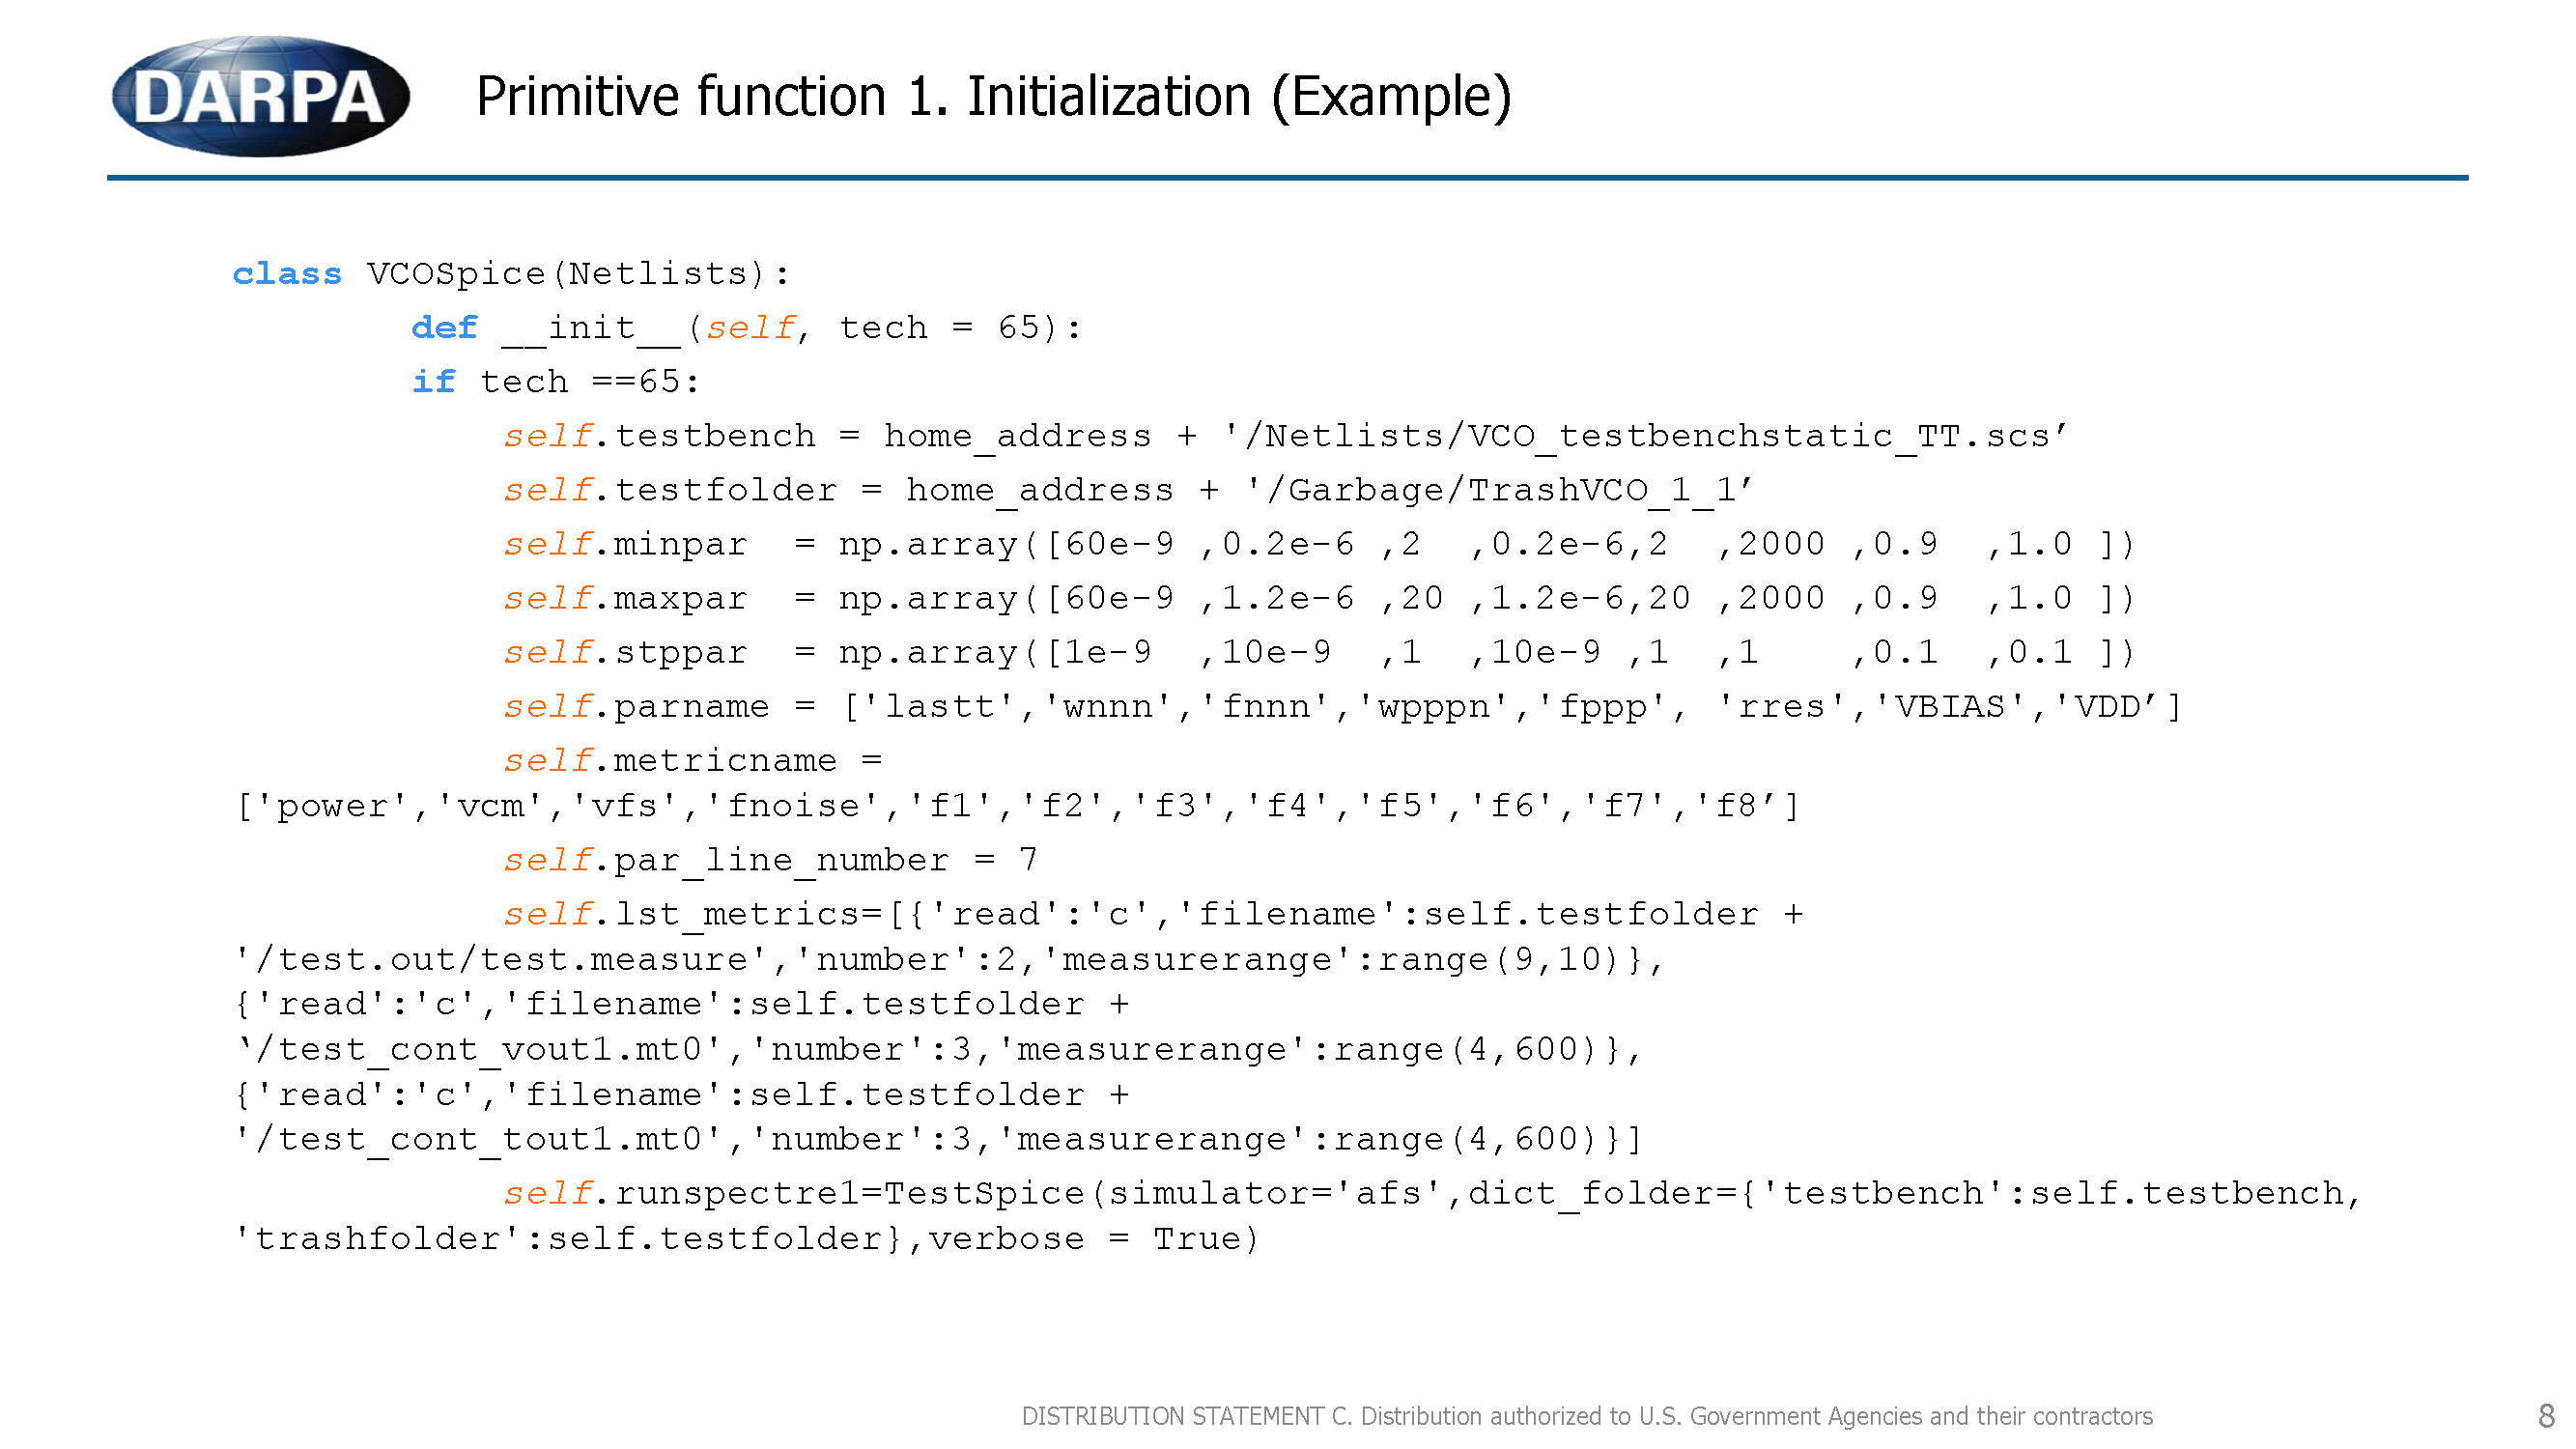 DARPA
Primitive function 1. Initialization (Example)
class VCOSpice(Netlists):
def __init__(self, tech = 65):
if tech ==65:
self.testbench = home_address + '/Netlists/VCO_testbenchstatic_TT.scs’
self.testfolder = home_address + '/Garbage/TrashVCO_1_1’
self.minpar  = np.array([60e-9 ,0.2e-6 ,2  ,0.2e-6,2  ,2000 ,0.9  ,1.0 ])
self.maxpar  = np.array([60e-9 ,1.2e-6 ,20 ,1.2e-6,20 ,2000 ,0.9  ,1.0 ])
self.stppar  = np.array([1e-9  ,10e-9  ,1  ,10e-9 ,1  ,1    ,0.1  ,0.1 ])
self.parname = ['lastt','wnnn','fnnn','wpppn','fppp', 'rres','VBIAS','VDD’]
self.metricname =
['power','vcm','vfs','fnoise','f1','f2','f3','f4','f5','f6','f7','f8’]
self.par_line_number = 7
self.lst_metrics=[{'read':'c','filename':self.testfolder +
'/test.out/test.measure','number':2,'measurerange':range(9,10)},
{'read':'c','filename':self.testfolder +
‘/test_cont_vout1.mt0','number':3,'measurerange':range(4,600)},
{'read':'c','filename':self.testfolder +
'/test_cont_tout1.mt0','number':3,'measurerange':range(4,600)}]
self.runspectre1=TestSpice(simulator='afs',dict_folder={'testbench':self.testbench,
'trashfolder':self.testfolder},verbose = True)
DISTRIBUTION STATEMENT C. Distribution authorized to U.S. Government Agencies and their contractors
8